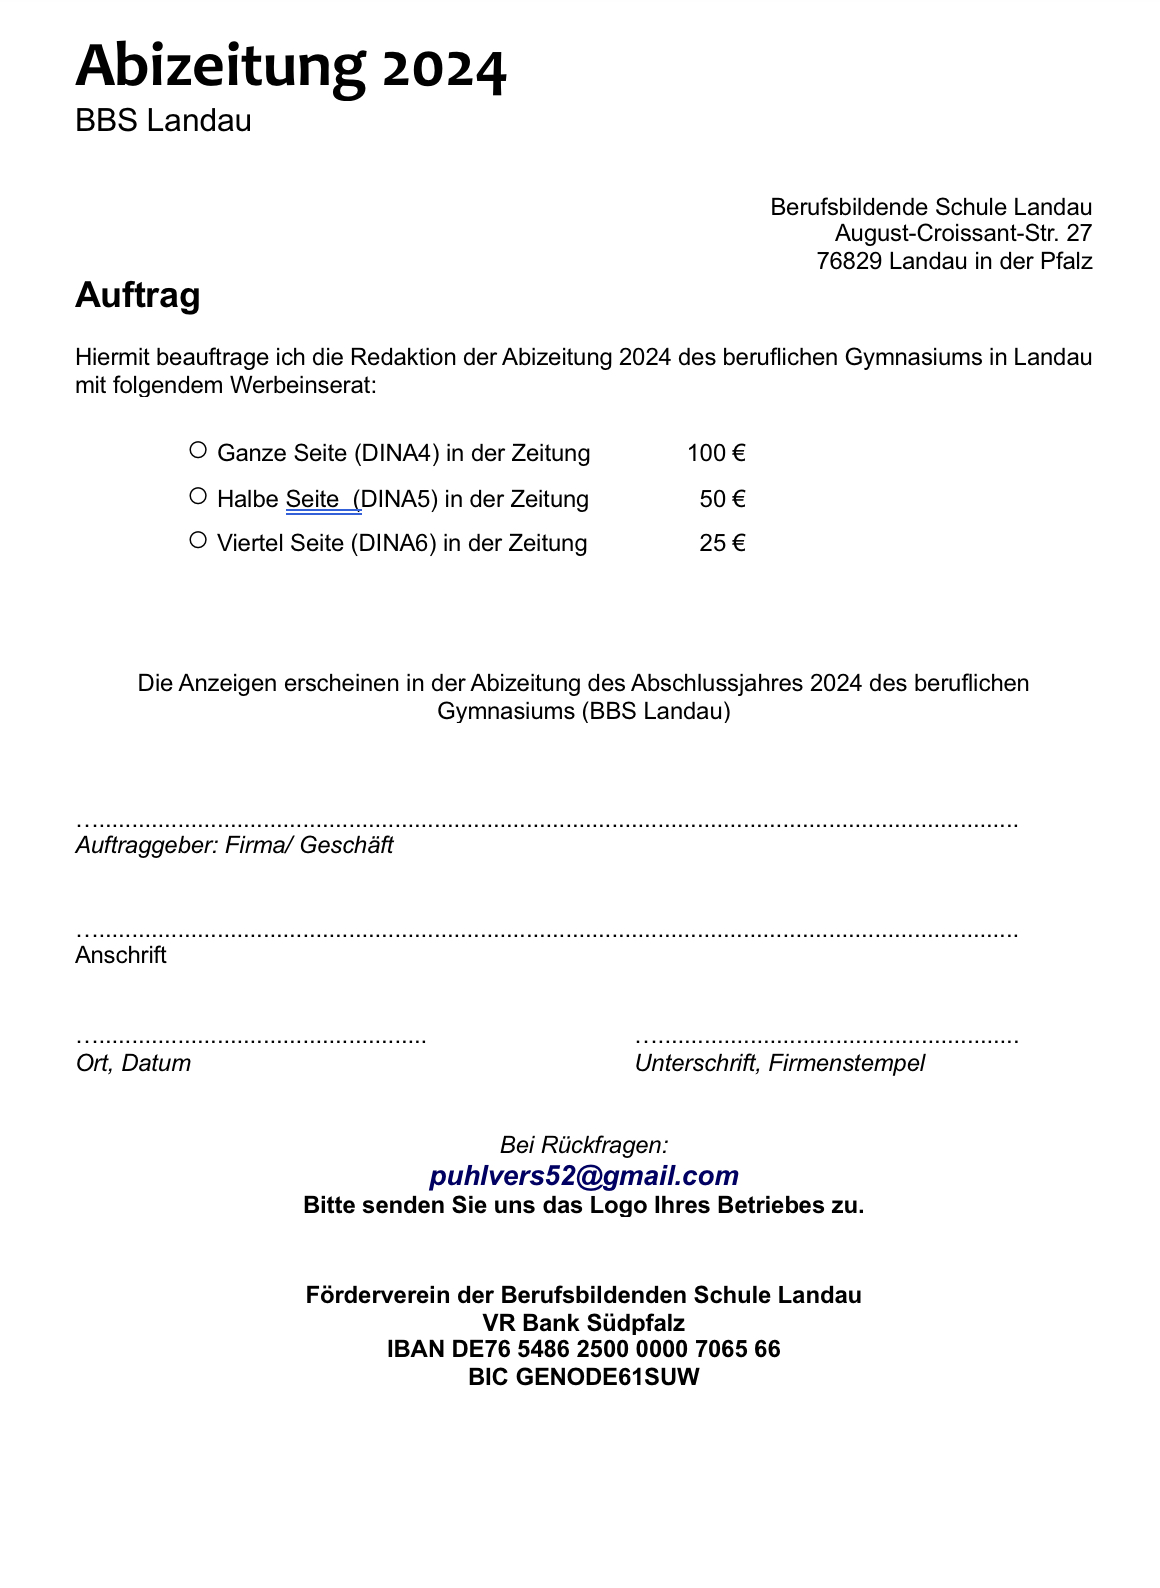 Abizeitung 2024
BBS Landau
Berufsbildende Schule Landau
August-Croissant-Str. 27
76829 Landau in der Pfalz
Auftrag
Hiermit beauftrage ich die Redaktion der Abizeitung 2024 des beruflichen Gymnasiums in Landau
mit folgendem Werbeinserat:
Ganze Seite (DINA4) in der Zeitung 100 €
Halbe Seite  (DINA5) in der Zeitung 50 €
Viertel Seite (DINA6) in der Zeitung 25 €
Die Anzeigen erscheinen in der Abizeitung des Abschlussjahres 2024 des beruflichen
Gymnasiums (BBS Landau)
Auftraggeber: Firma/ Geschäft
Anschrift
Ort, Datum Unterschrift, Firmenstempel
Bei Rückfragen:
puhlvers52@gmail.com
Bitte senden Sie uns das Logo Ihres Betriebes zu.
Förderverein der Berufsbildenden Schule Landau
VR Bank Südpfalz
IBAN DE76 5486 2500 0000 7065 66
BIC GENODE61SUW